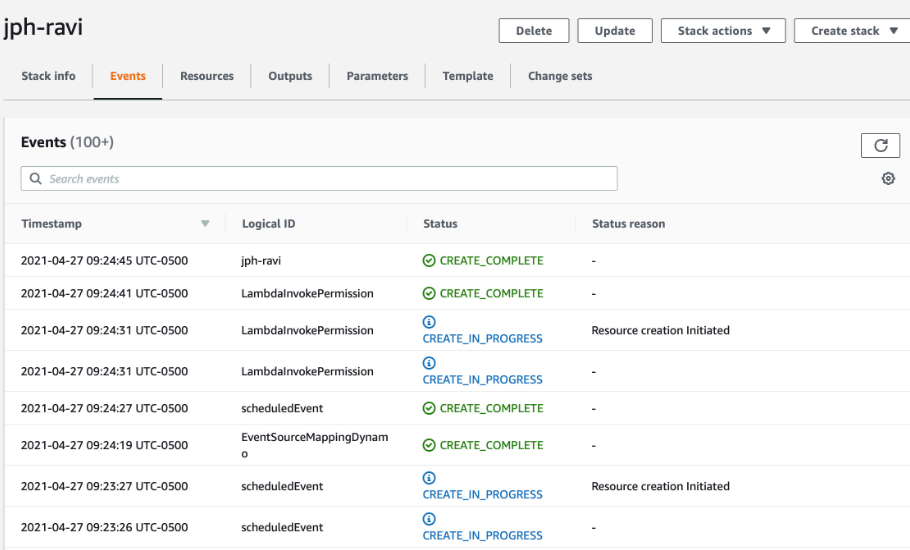 jph-ravi
Delete
Update
Stack actions
Create stack
Stack info
Events
Resources
Outputs
Parameters
Template
Change sets
Events (100+)
Search events
Timestamp Logical ID Status Status reason
2021-04-27 09:24:45 UTC-0500 jph-ravi CREATE_COMPLETE -
2021-04-27 09:24:41 UTC-0500 LambdaInvokePermission CREATE_COMPLETE -
2021-04-27 09:24:31 UTC-0500 LambdaInvokePermission CREATE_IN_PROGRESS Resource creation Initiated
2021-04-27 09:24:31 UTC-0500 LambdaInvokePermission CREATE_IN_PROGRESS -
2021-04-27 09:24:27 UTC-0500 scheduledEvent CREATE_COMPLETE -
2021-04-27 09:24:19 UTC-0500 EventSourceMappingDynam
o CREATE_COMPLETE -
2021-04-27 09:23:27 UTC-0500 scheduledEvent CREATE_IN_PROGRESS Resource creation Initiated
2021-04-27 09:23:26 UTC-0500 scheduledEvent CREATE_IN_PROGRESS -